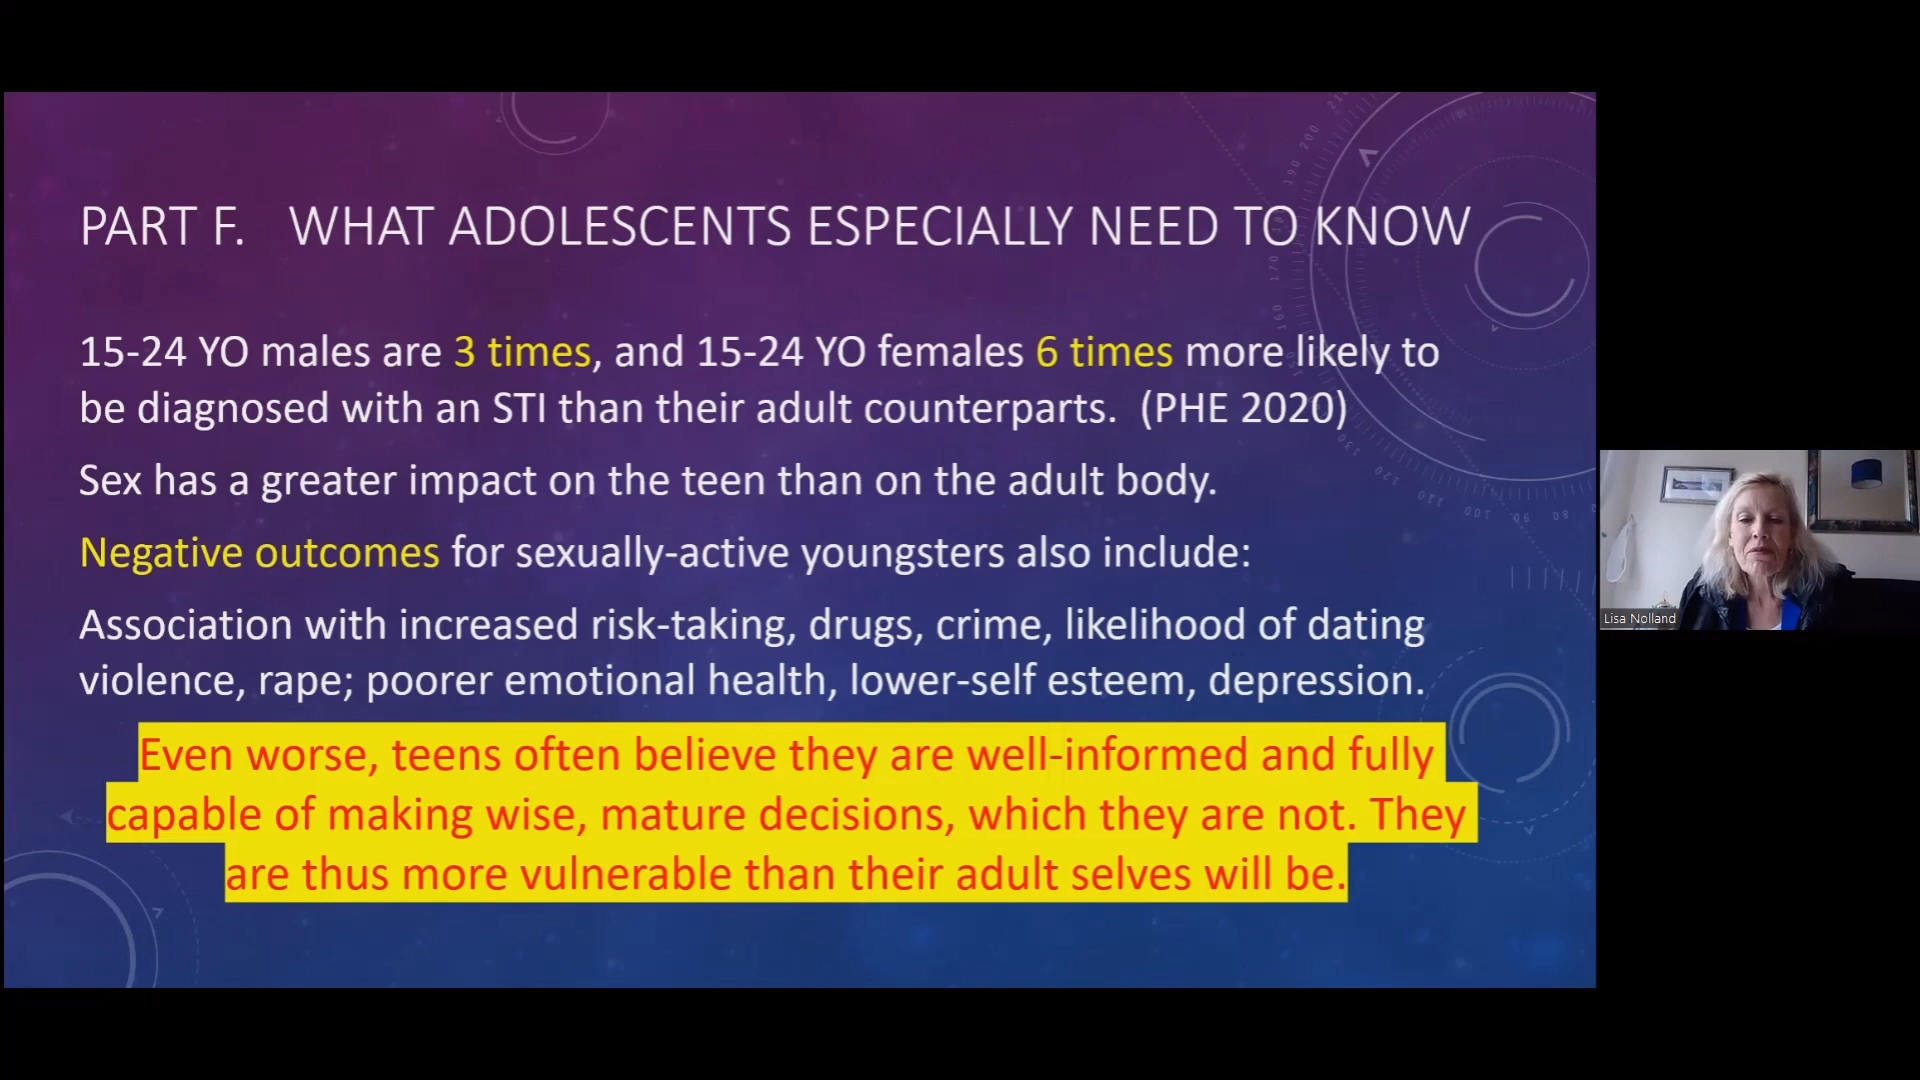 PART F. WHAT ADOLESCENTS ESPECIALLY NEED TO KNOW
15-24 YO males are 3 times, and 15-24 YO females 6 times more likely to
be diagnosed with an STI than their adult counterparts. (PHE 2020)
Sex has a greater impact on the teen than on the adult body.
Negative outcomes for sexually-active youngsters also include:
Association with increased risk-taking, drugs, crime, likelihood of dating
violence, rape; poorer emotional health, lower-self esteem, depression.
Even worse, teens often believe they are well-informed and fully
capable of making wise, mature decisions, which they are not. They
are thus more vulnerable than their adult selves will be.
Lisa Nolland